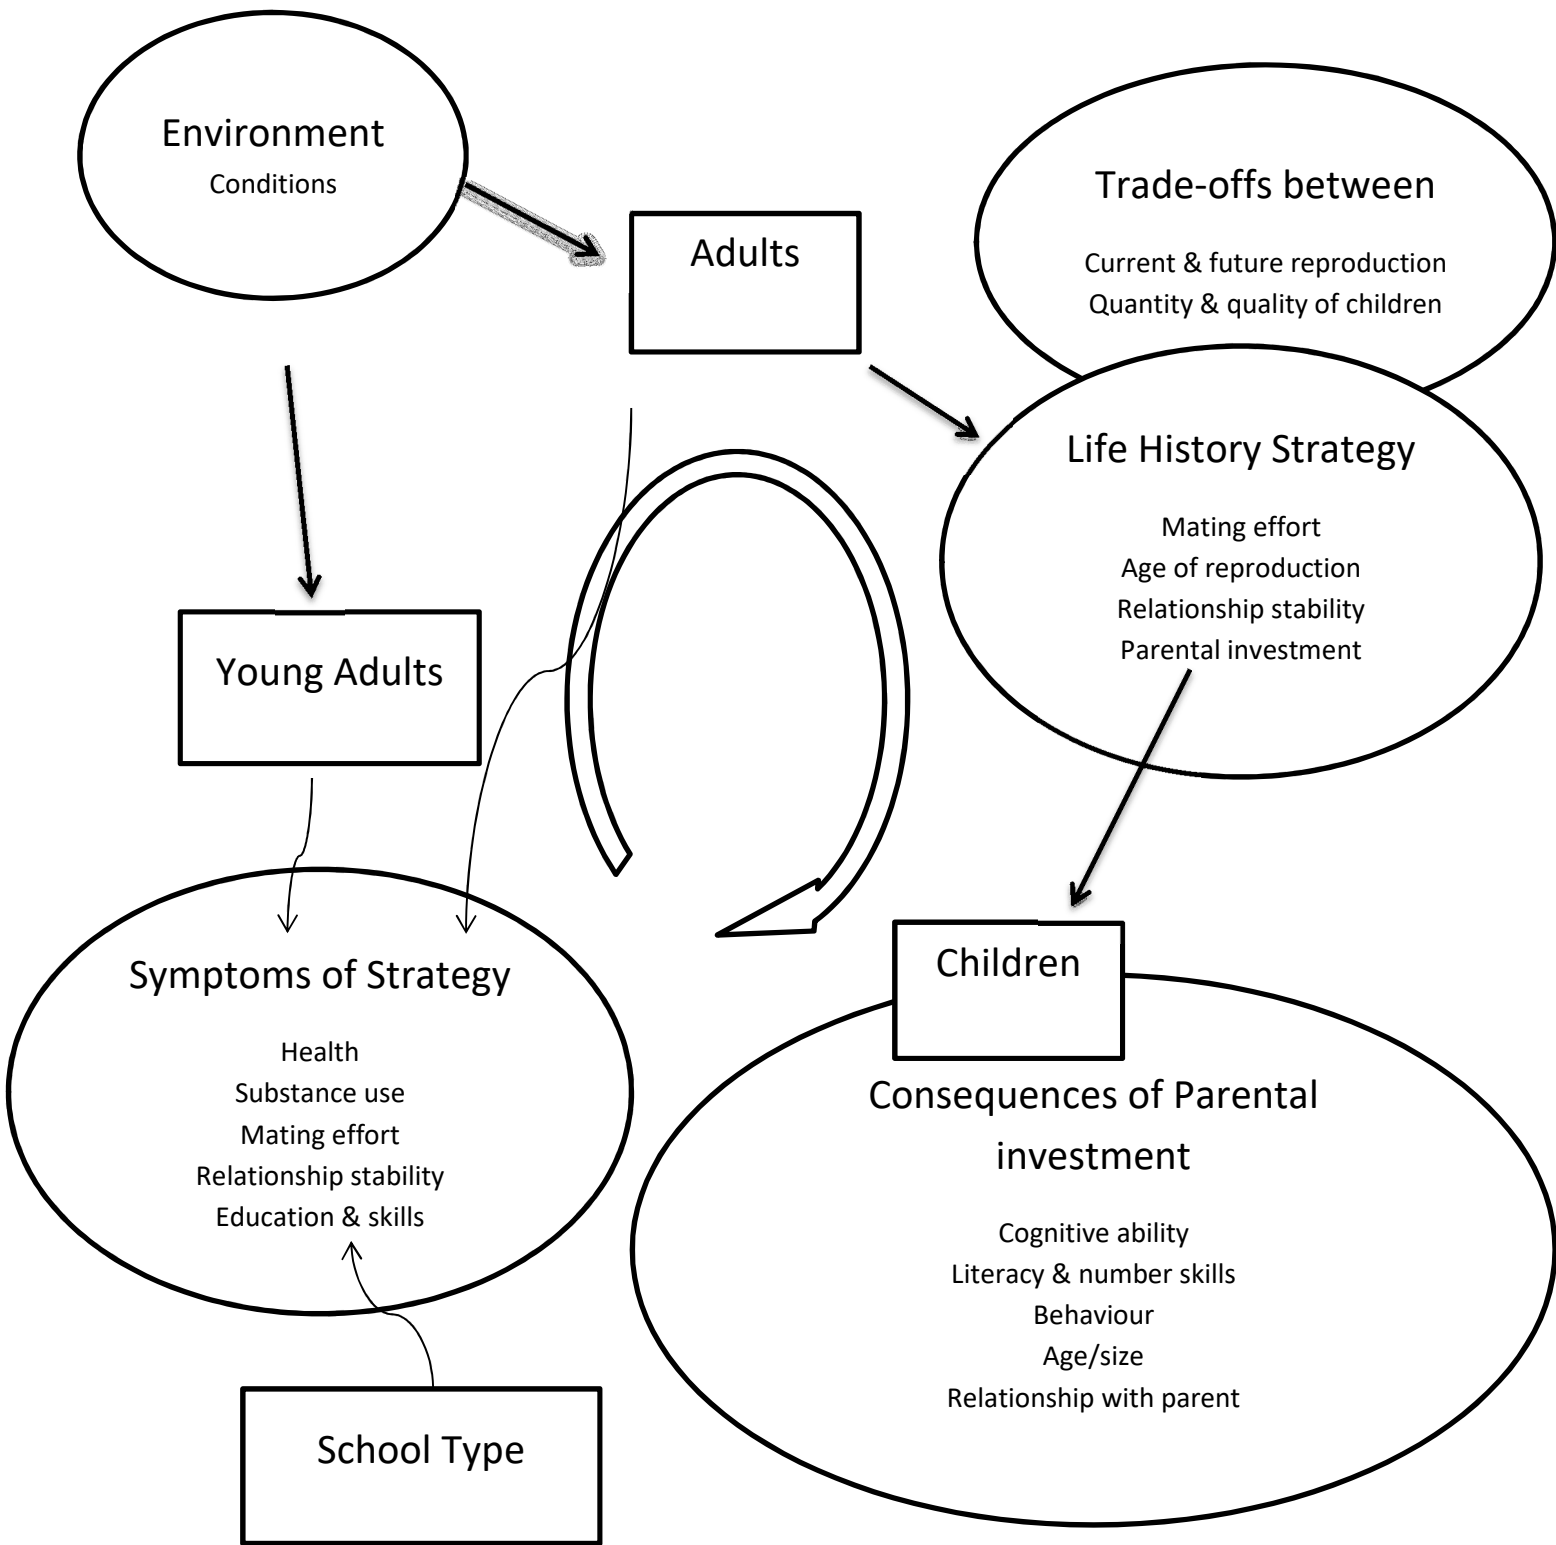 Environment
Conditions
Adults
Trade-offs between
Current & future reproduction
Quantity & quality of children
Life History Strategy
Mating effort
Age of reproduction
Relationship stability
Parental investment
Young Adults
Symptoms of Strategy
Health
Substance use
Mating effort
Relationship stability
Education & skills
Children
Consequences of Parental
investment
Cognitive ability
Literacy & number skills
Behaviour
Age/size
Relationship with parent
School Type